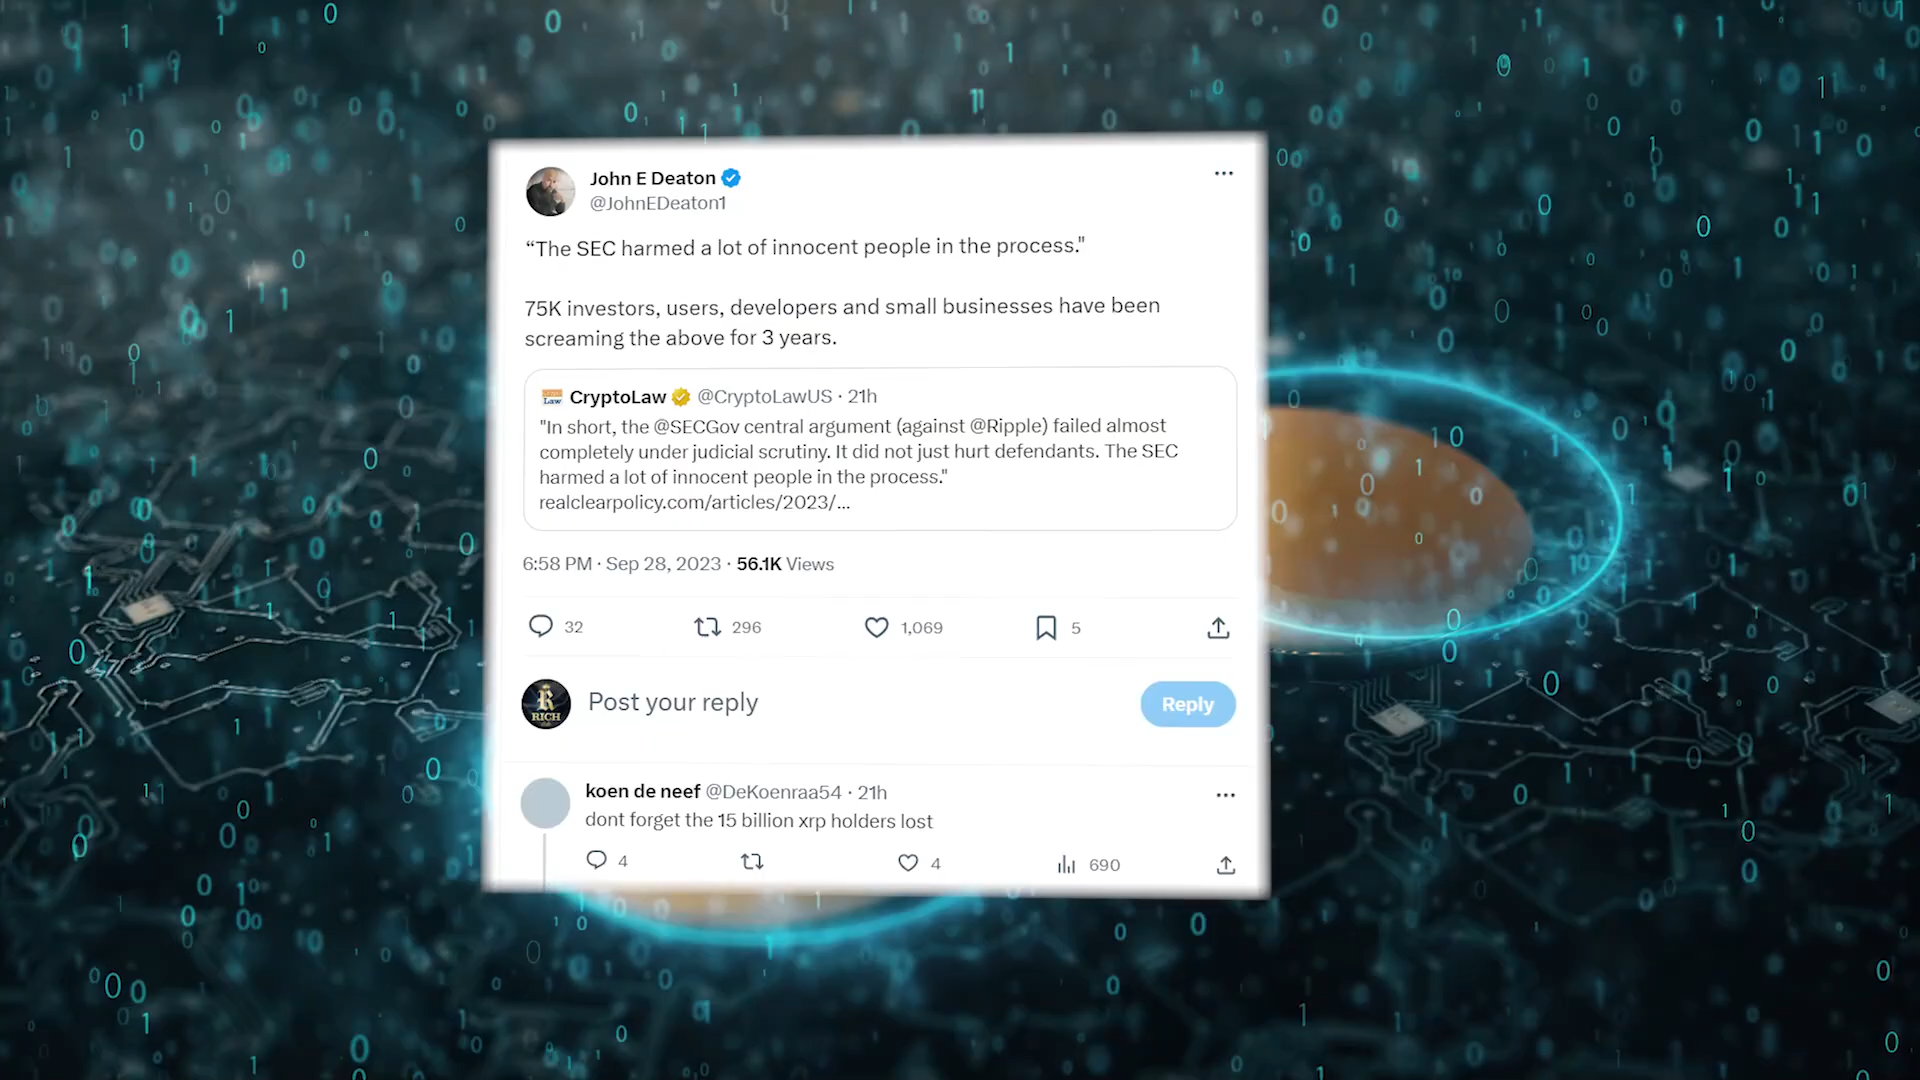 John E Deaton
@JohnEDeaton1
“The SEC harmed a lot of innocent people in the process."
75K investors, users, developers and small businesses have been
screaming the above for 3 years.
CryptoLaw @CryptoLawUS · 21h
"In short, the @SECGov central argument (against @Ripple) failed almost
completely under judicial scrutiny. It did not just hurt defendants. The SEC
harmed a lot of innocent people in the process."
realclearpolicy.com/articles/2023/...
6:58 PM · Sep 28, 2023 · 56.1K Views
32 296 1,069 5
R
RICH
Post your reply
Reply
koen de neef @DeKoenraa54 · 21h
dont forget the 15 billion xrp holders lost
4 4 690